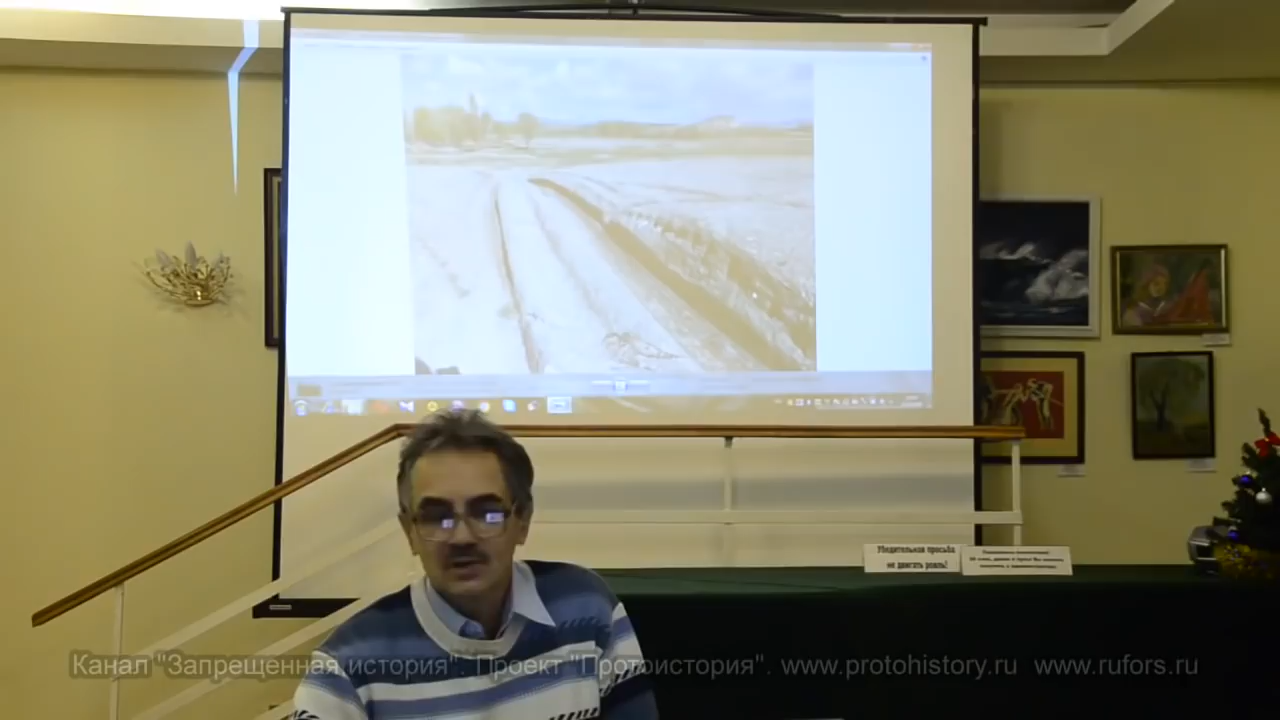 Убедительная просьба
не двигать рояль!
Канал "Запрещенная история". Проект "Протоистория". www.protohistory.ru www.rufors.ru